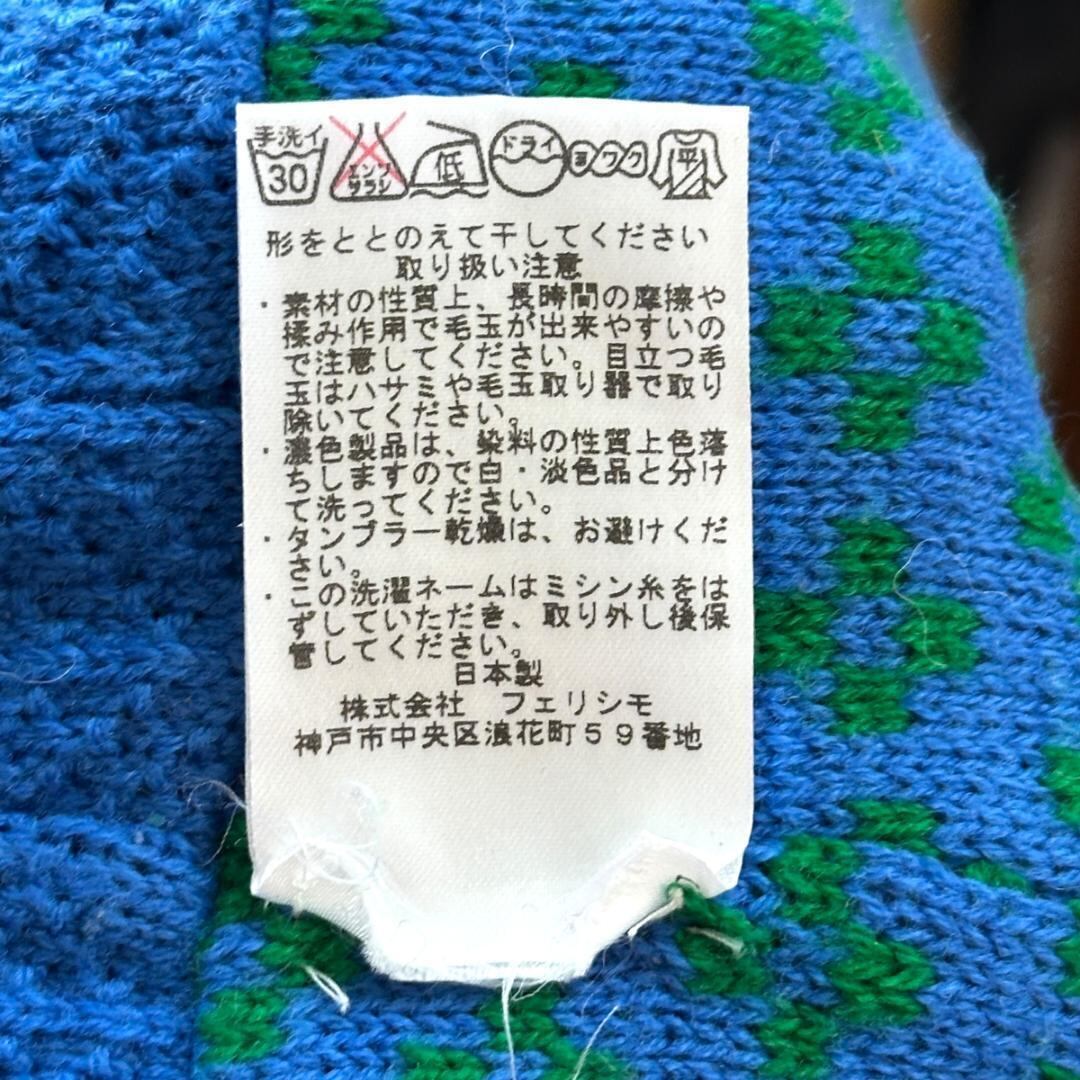 手洗イ 30 エンソサラシ 低 ドライ ヨワク 平
形をととのえて干してください
取り扱い注意
・素材の性質上、長時間の摩擦や
揉み作用で毛玉が出来やすいの
で注意してください。目立つ毛
玉はハサミや毛玉取り器で取り
除いてください。
・濃色製品は、染料の性質上色落
ちしますので白・淡色品と分け
て洗ってください。
・タンブラー乾燥は、お避けくだ
さい。
・この洗濯ネームはミシン糸をは
ずしていただき、取り外し後保
管してください。
日本製
株式会社 フェリシモ
神戸市中央区浪花町59番地